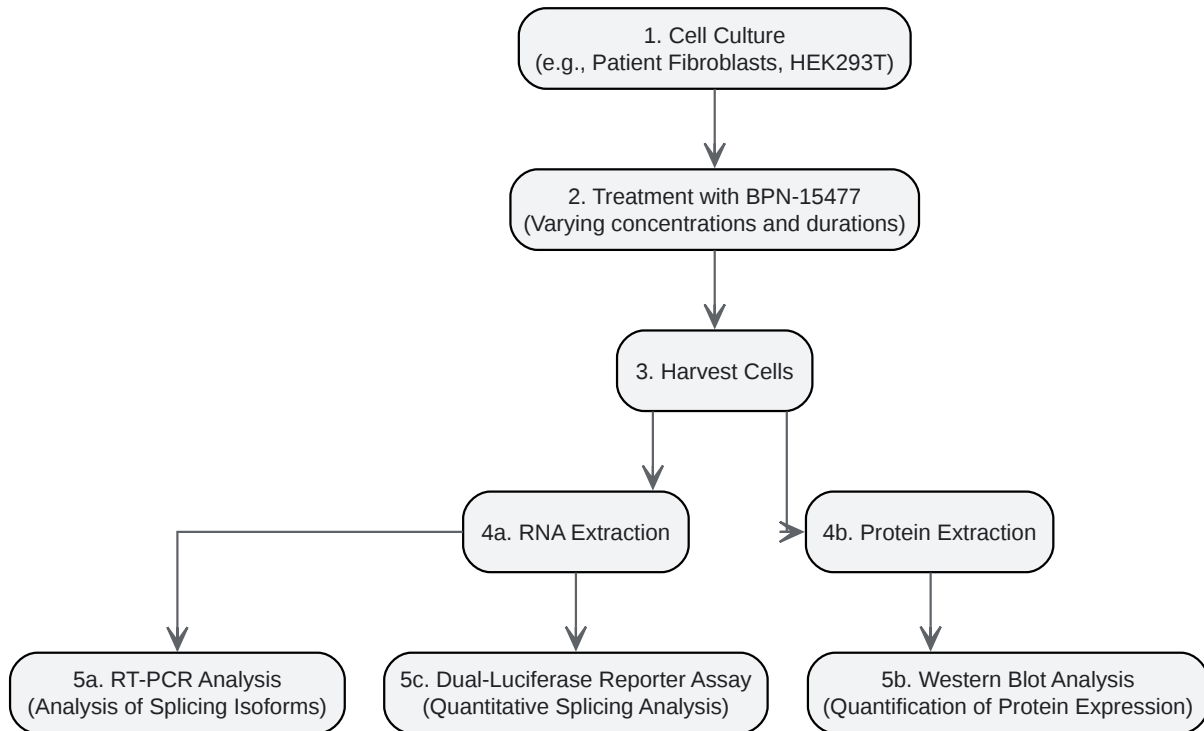 1. Cell Culture
(e.g., Patient Fibroblasts, HEK293T)
2. Treatment with BPN-15477
(Varying concentrations and durations)
3. Harvest Cells
4a. RNA Extraction
4b. Protein Extraction
5a. RT-PCR Analysis
(Analysis of Splicing Isoforms)
5c. Dual-Luciferase Reporter Assay
(Quantitative Splicing Analysis)
5b. Western Blot Analysis
(Quantification of Protein Expression)